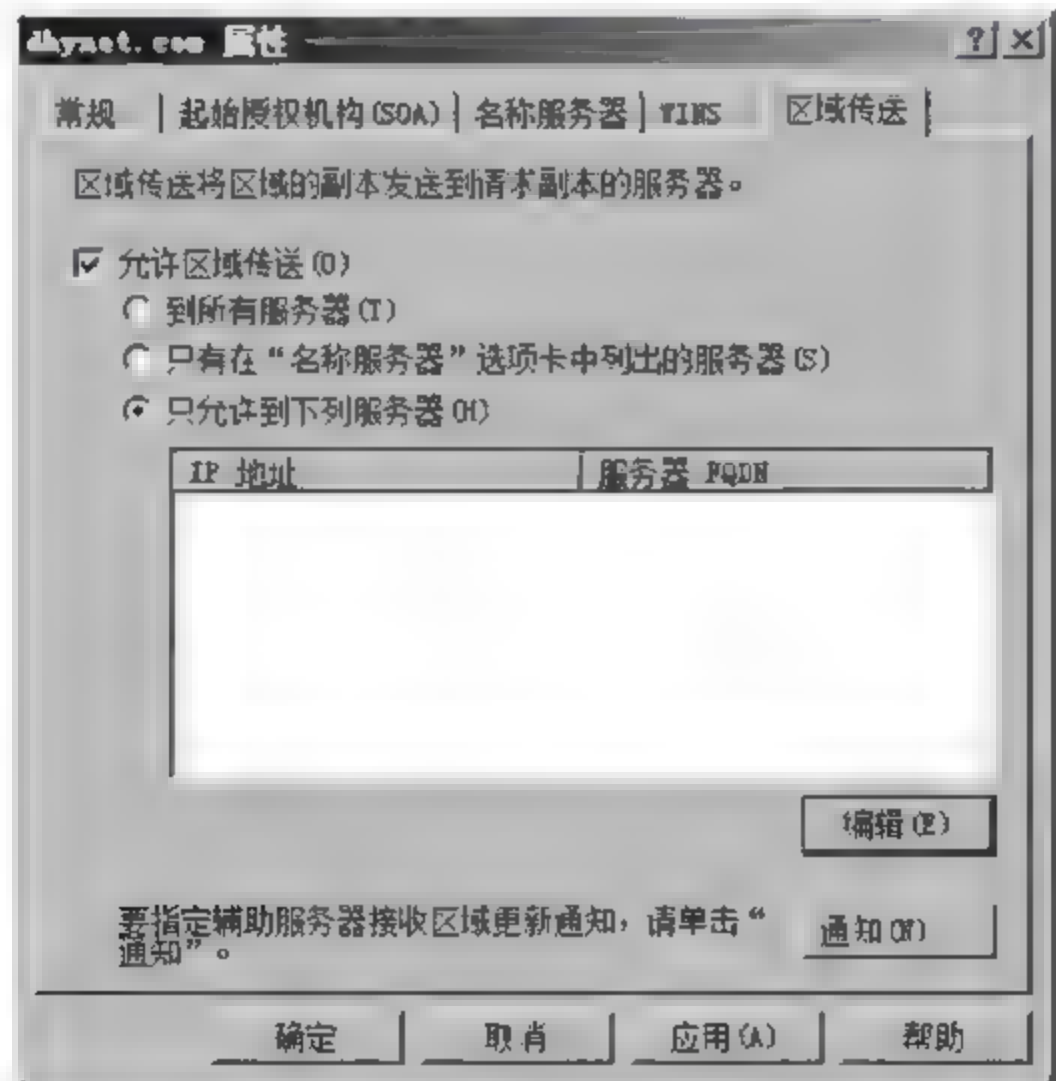 dhynet.com 属性
常规 起始授权机构(SOA) 名称服务器 WINS 区域传送
区域传送将区域的副本发送到请求副本的服务器。
允许区域传送(O)
到所有服务器(T)
只有在“名称服务器”选项卡中列出的服务器(S)
只允许到下列服务器(H)
IP 地址 服务器 FQDN
编辑(E)
要指定辅助服务器接收区域更新通知，请单击“
通知”。
通知(N)
确定 取消 应用(A) 帮助